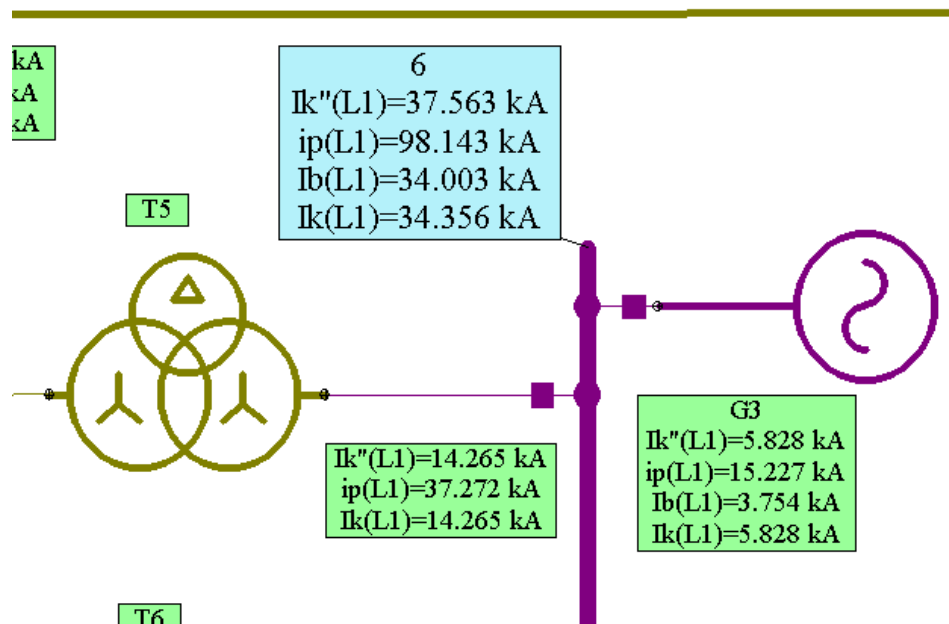 kA
kA
kA
6
Ik"(L1)=37.563 kA
ip(L1)=98.143 kA
Ib(L1)=34.003 kA
Ik(L1)=34.356 kA
T5
G3
Ik"(L1)=5.828 kA
ip(L1)=15.227 kA
Ib(L1)=3.754 kA
Ik(L1)=5.828 kA
Ik"(L1)=14.265 kA
ip(L1)=37.272 kA
Ik(L1)=14.265 kA
T6